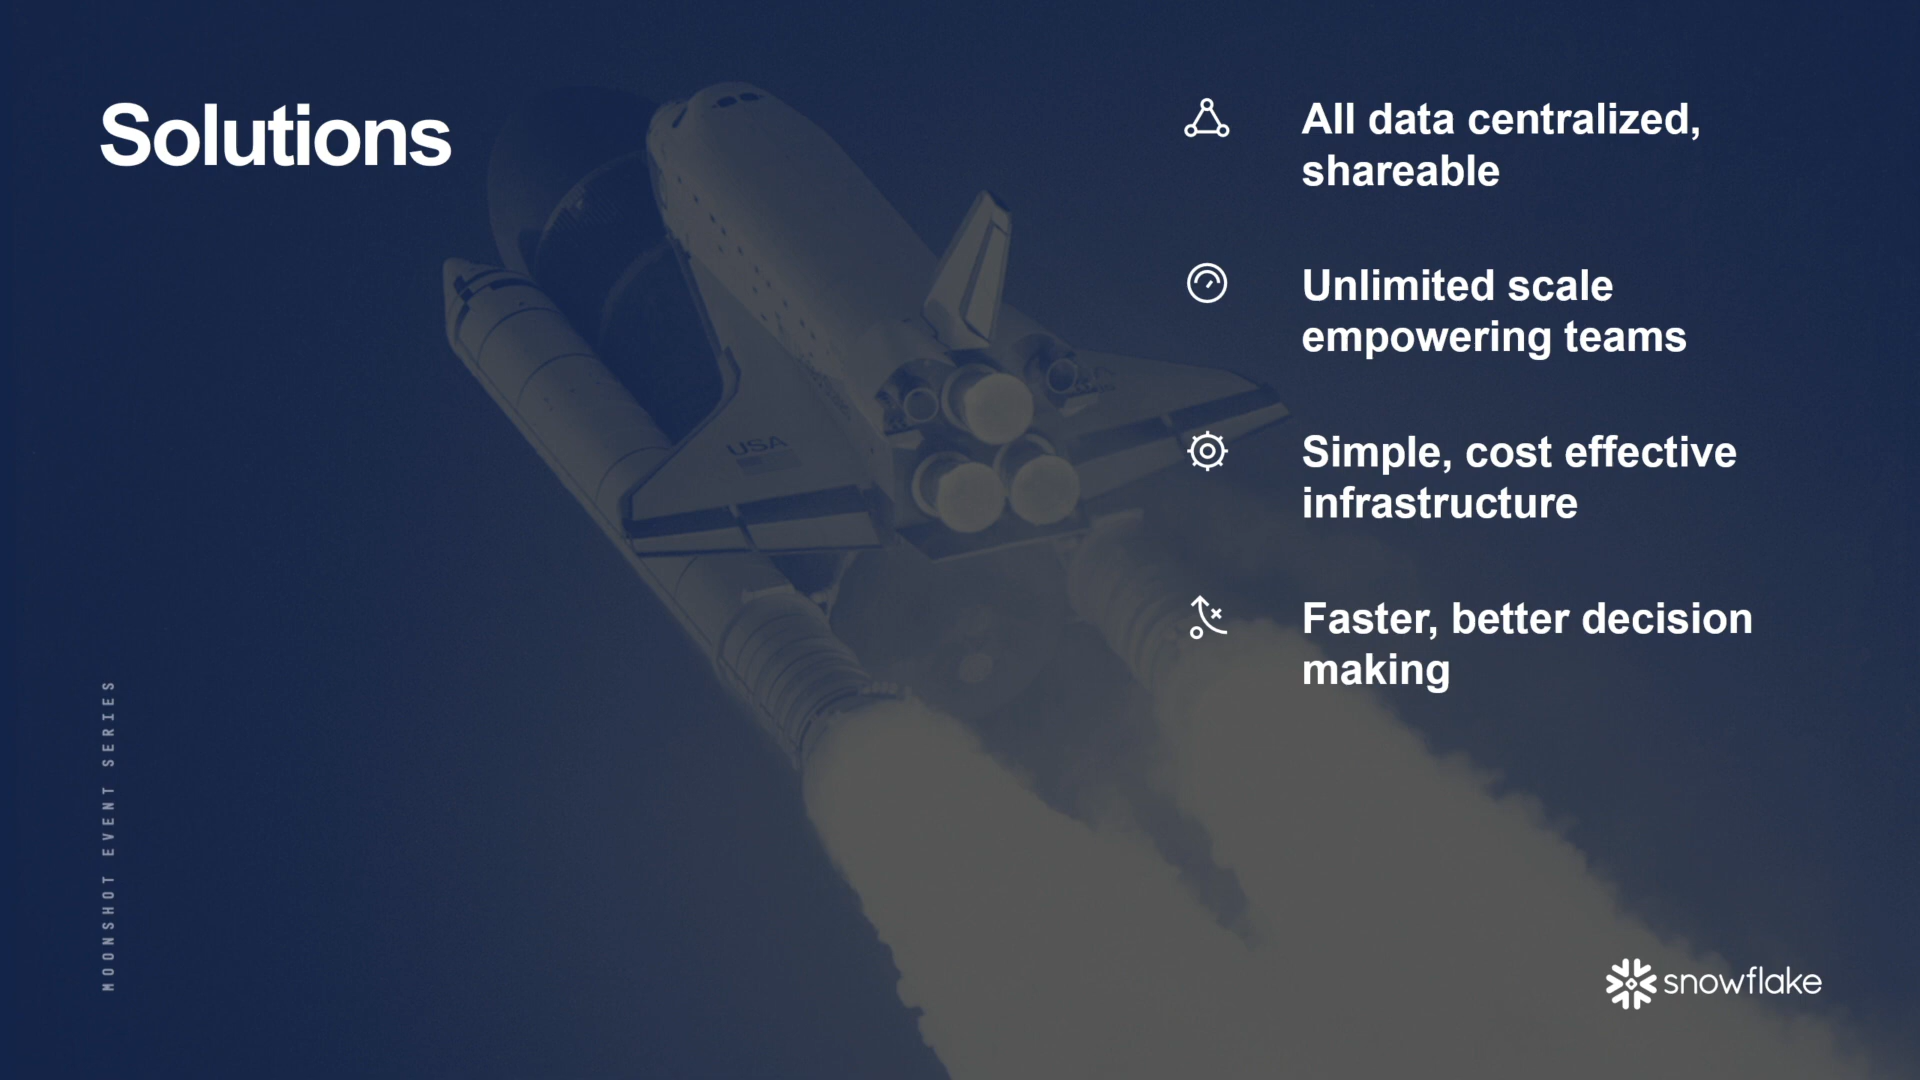 Solutions
All data centralized,
shareable
Unlimited scale
empowering teams
Simple, cost effective
infrastructure
Faster, better decision
making
USA
MOONSHOT EVENT SERIES
snowflake